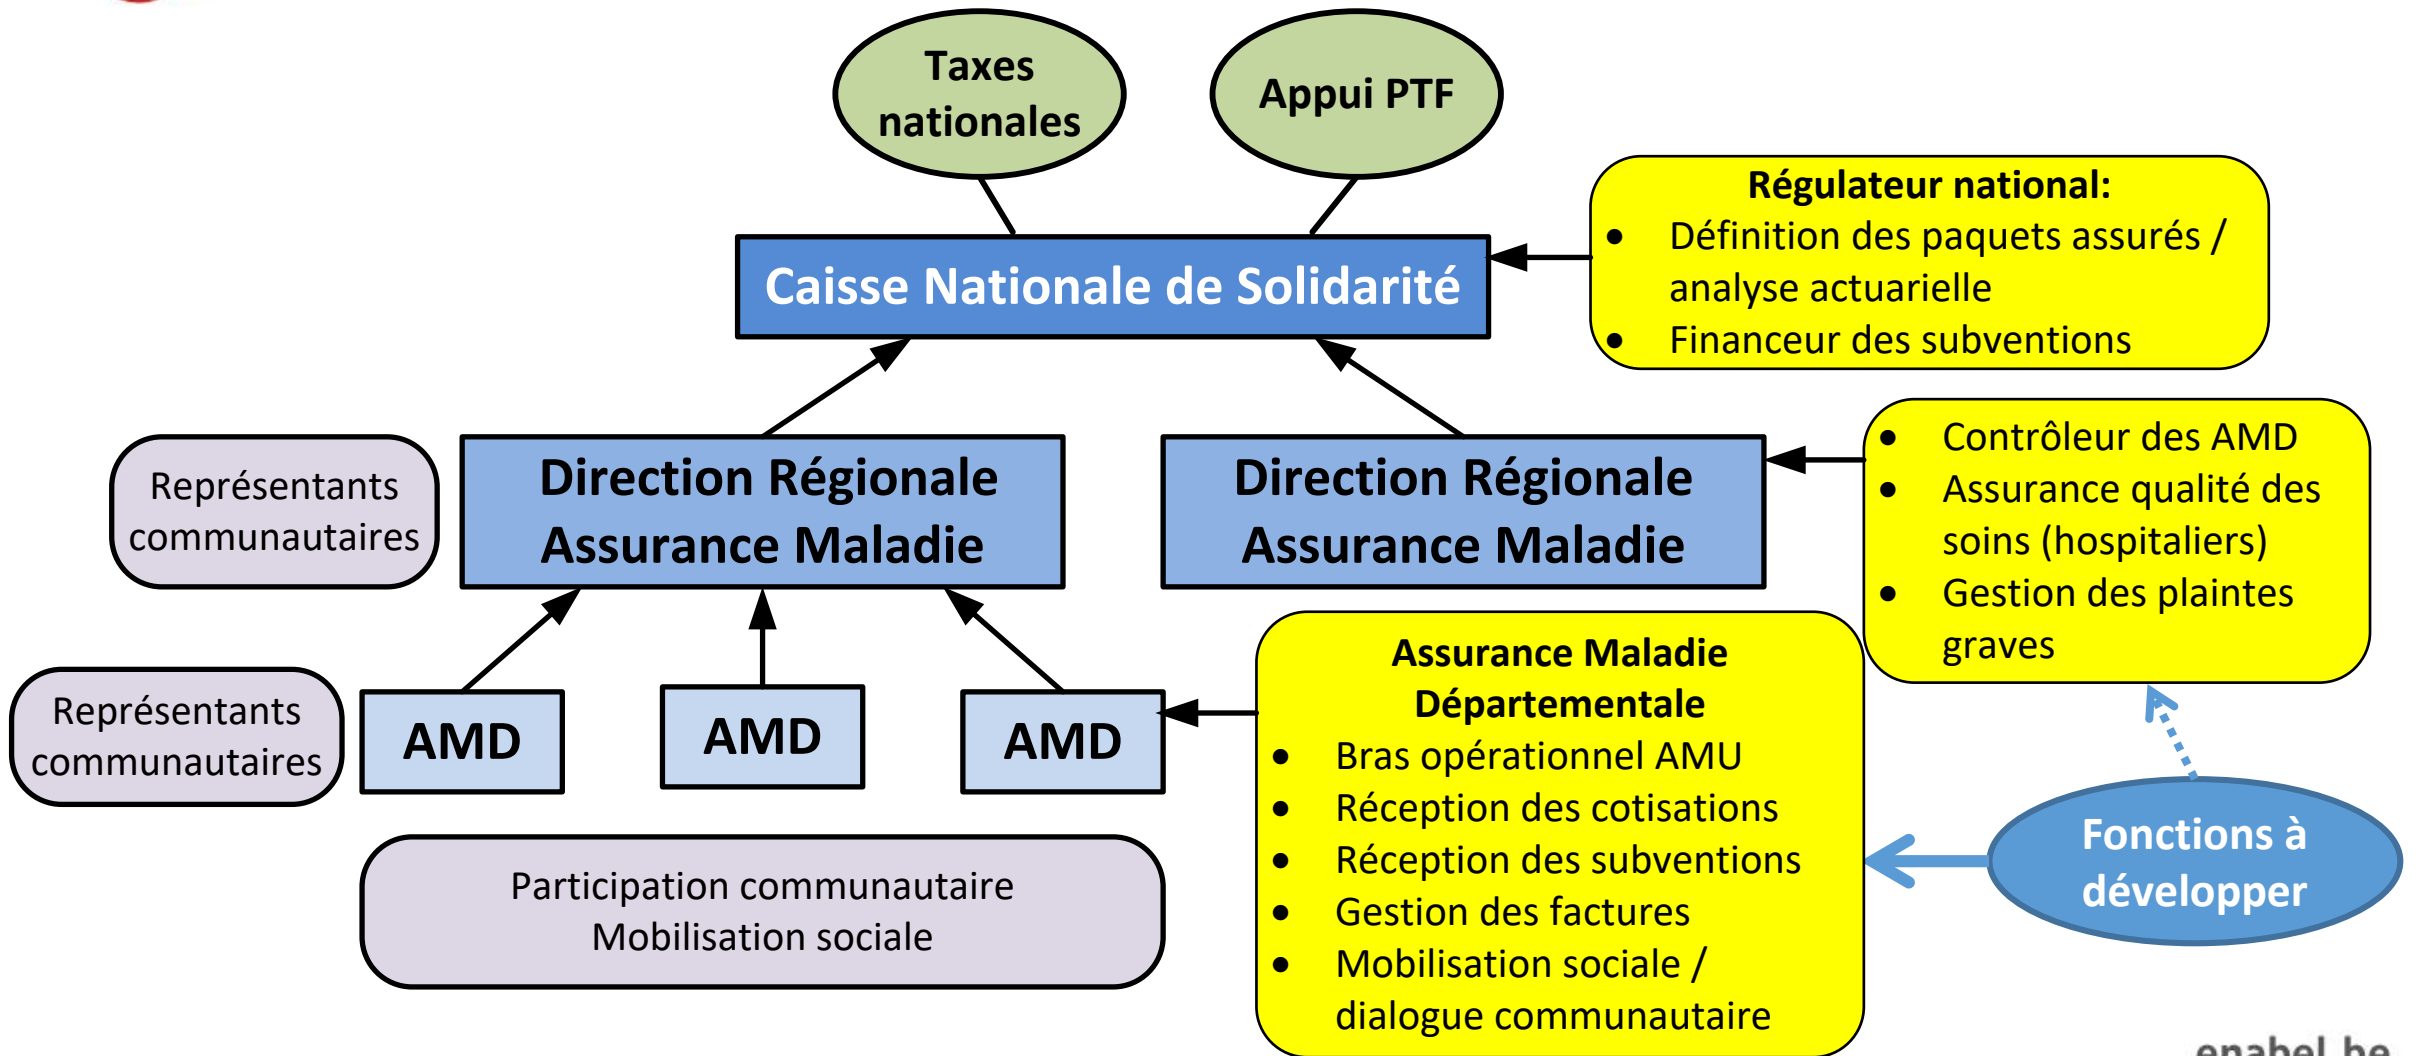 Taxes
nationales
Appui PTF
Régulateur national:
• Définition des paquets assurés /
analyse actuarielle
• Financeur des subventions
Caisse Nationale de Solidarité
Représentants
communautaires
Direction Régionale
Assurance Maladie
Direction Régionale
Assurance Maladie
• Contrôleur des AMD
• Assurance qualité des
soins (hospitaliers)
• Gestion des plaintes
graves
Représentants
communautaires
AMD
AMD
AMD
Assurance Maladie
Départementale
• Bras opérationnel AMU
• Réception des cotisations
• Réception des subventions
• Gestion des factures
• Mobilisation sociale /
dialogue communautaire
Fonctions à
développer
Participation communautaire
Mobilisation sociale
enabel.be